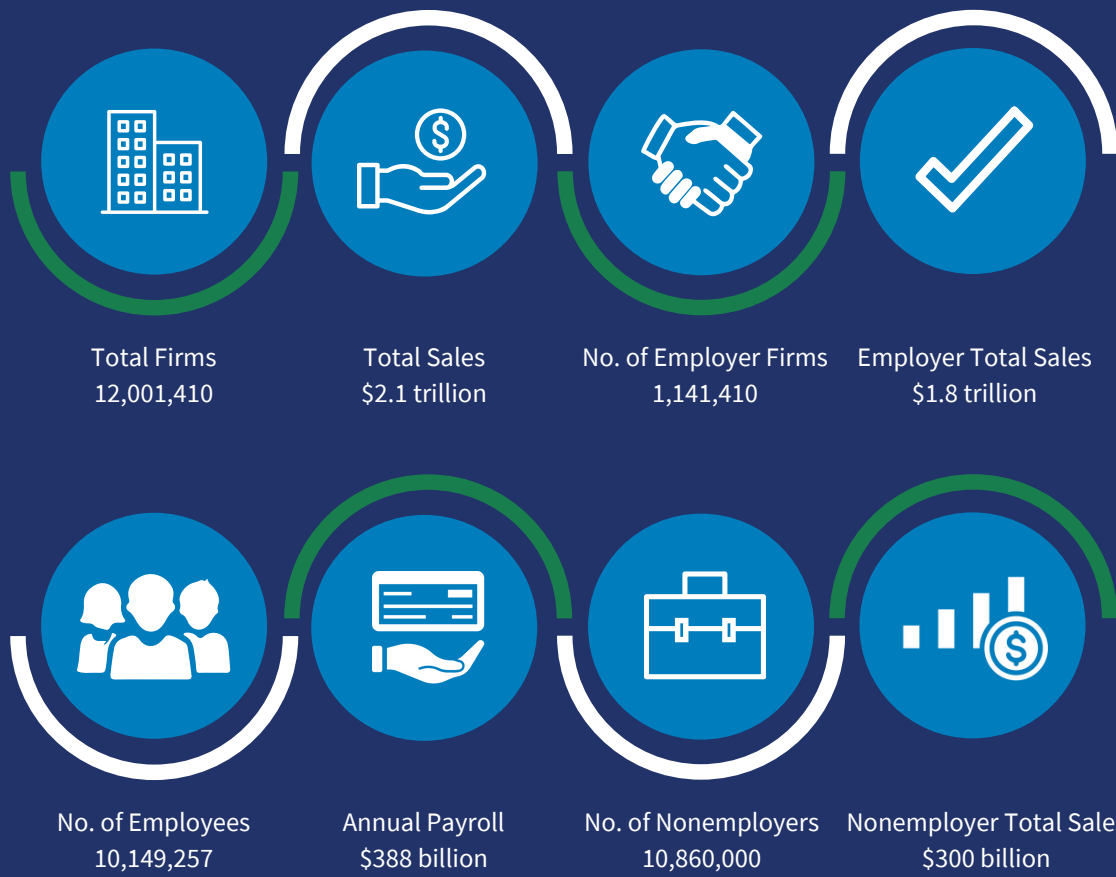 $
Total Firms
12,001,410
Total Sales
$2.1 trillion
No. of Employer Firms
1,141,410
Employer Total Sales
$1.8 trillion
$
No. of Employees
10,149,257
Annual Payroll
$388 billion
No. of Nonemployers
10,860,000
Nonemployer Total Sale
$300 billion